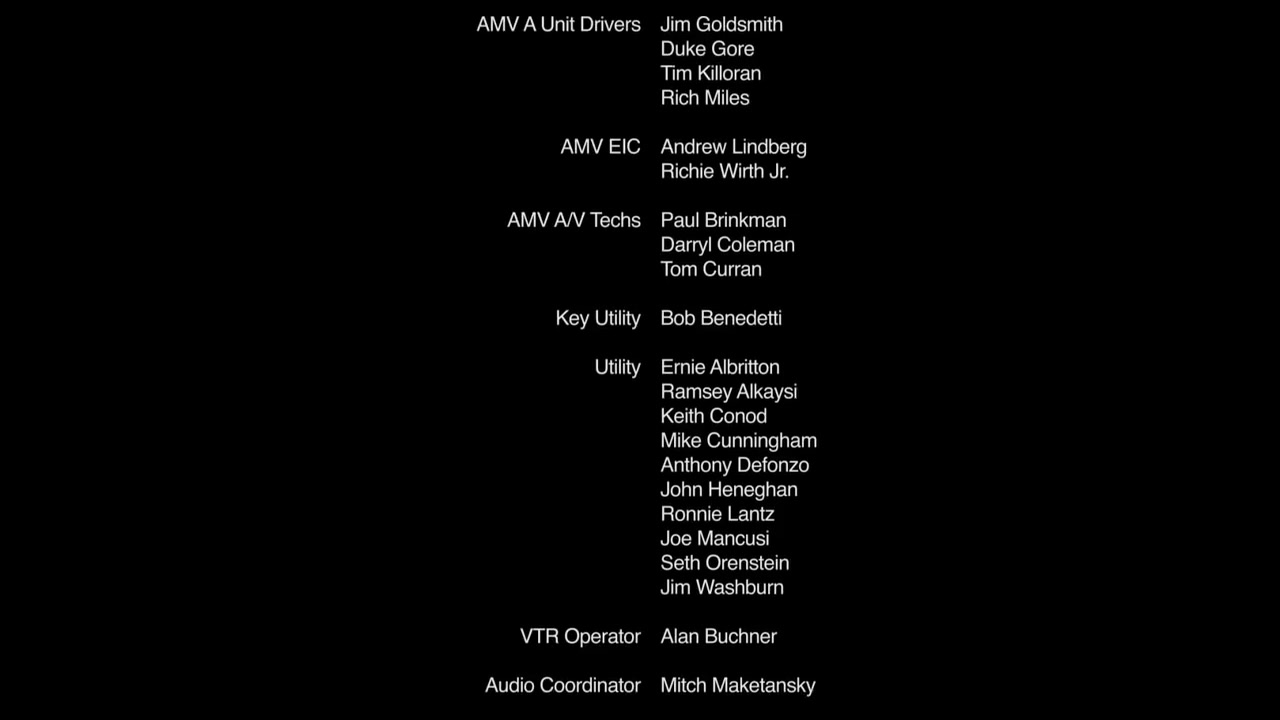 AMV A Unit Drivers Jim Goldsmith
Duke Gore
Tim Killoran
Rich Miles
AMV EIC Andrew Lindberg
Richie Wirth Jr.
AMV A/V Techs Paul Brinkman
Darryl Coleman
Tom Curran
Key Utility Bob Benedetti
Utility Ernie Albritton
Ramsey Alkaysi
Keith Conod
Mike Cunningham
Anthony Defonzo
John Heneghan
Ronnie Lantz
Joe Mancusi
Seth Orenstein
Jim Washburn
VTR Operator Alan Buchner
Audio Coordinator Mitch Maketansky